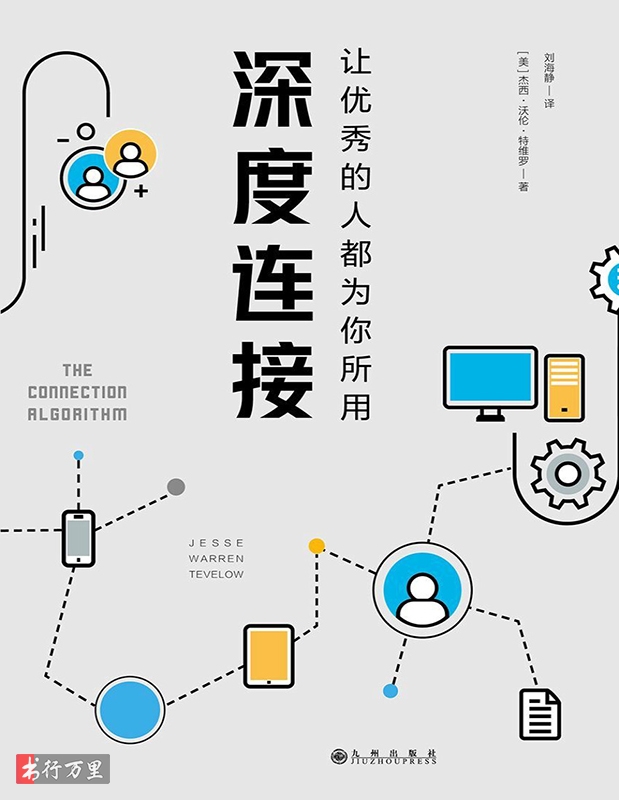 深度连接
让优秀的人都为你所用
刘海静—译
[美]杰西·沃伦·特维罗—著
THE
CONNECTION
ALGORITHM
JESSE
WARREN
TEVELOW
九州出版社
JIUZHOUPRESS
书行万里